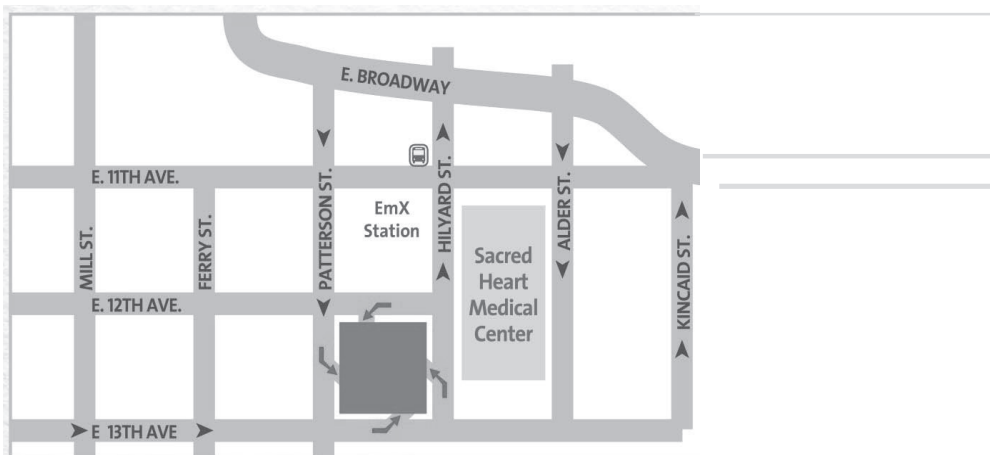 E. BROADWAY
E. 11TH AVE.
EmX
Station
MILL ST.
FERRY ST.
PATTERSON ST.
HILYARD ST.
ALDER ST.
KINCAID ST.
Sacred
Heart
Medical
Center
E. 12TH AVE.
E 13TH AVE